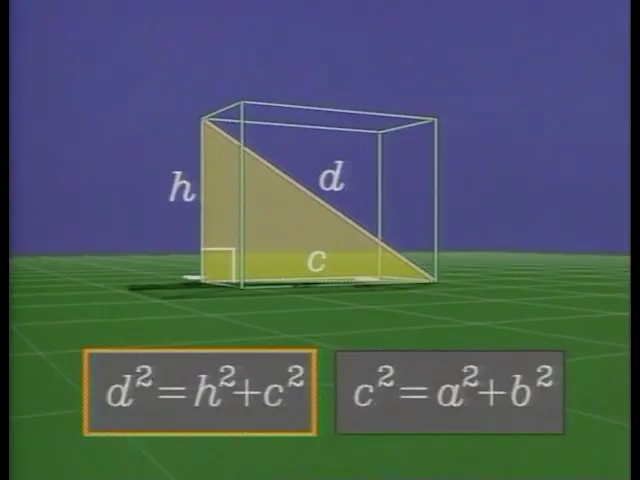 h
d
c
d²=h²+c²
c²=a²+b²